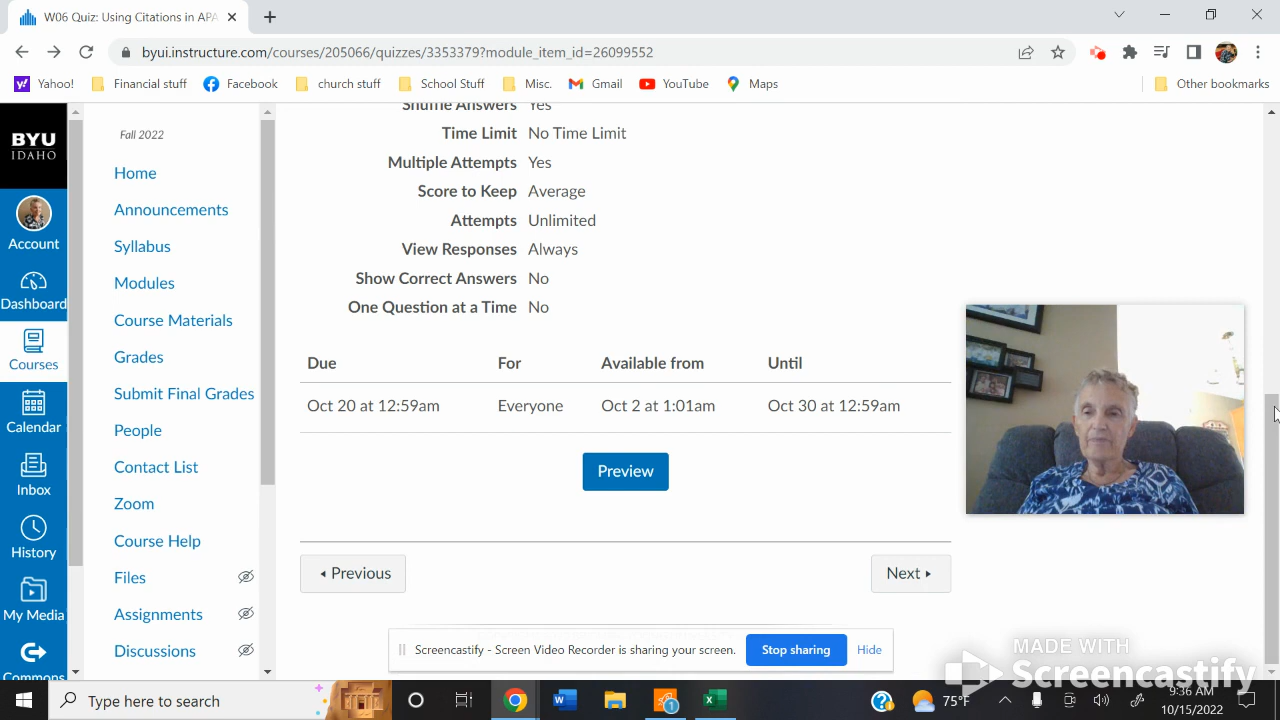 W06 Quiz: Using Citations in APA
byui.instructure.com/courses/205066/quizzes/3353379?module_item_id=26099552
Yahoo! Financial stuff Facebook church stuff School Stuff Misc. Gmail YouTube Maps Other bookmarks
BYU
IDAHO
Account
Dashboard
Courses
Calendar
Inbox
History
My Media
Commons
Fall 2022
Home
Announcements
Syllabus
Modules
Course Materials
Grades
Submit Final Grades
People
Contact List
Zoom
Course Help
Files
Assignments
Discussions
Shuffle Answers Yes
Time Limit No Time Limit
Multiple Attempts Yes
Score to Keep Average
Attempts Unlimited
View Responses Always
Show Correct Answers No
One Question at a Time No
Due For Available from Until
Oct 20 at 12:59am Everyone Oct 2 at 1:01am Oct 30 at 12:59am
Preview
Previous Next
Screencastify - Screen Video Recorder is sharing your screen. Stop sharing Hide
MADE WITH
Screencastify
Type here to search
1
75°F
9:36 AM
10/15/2022